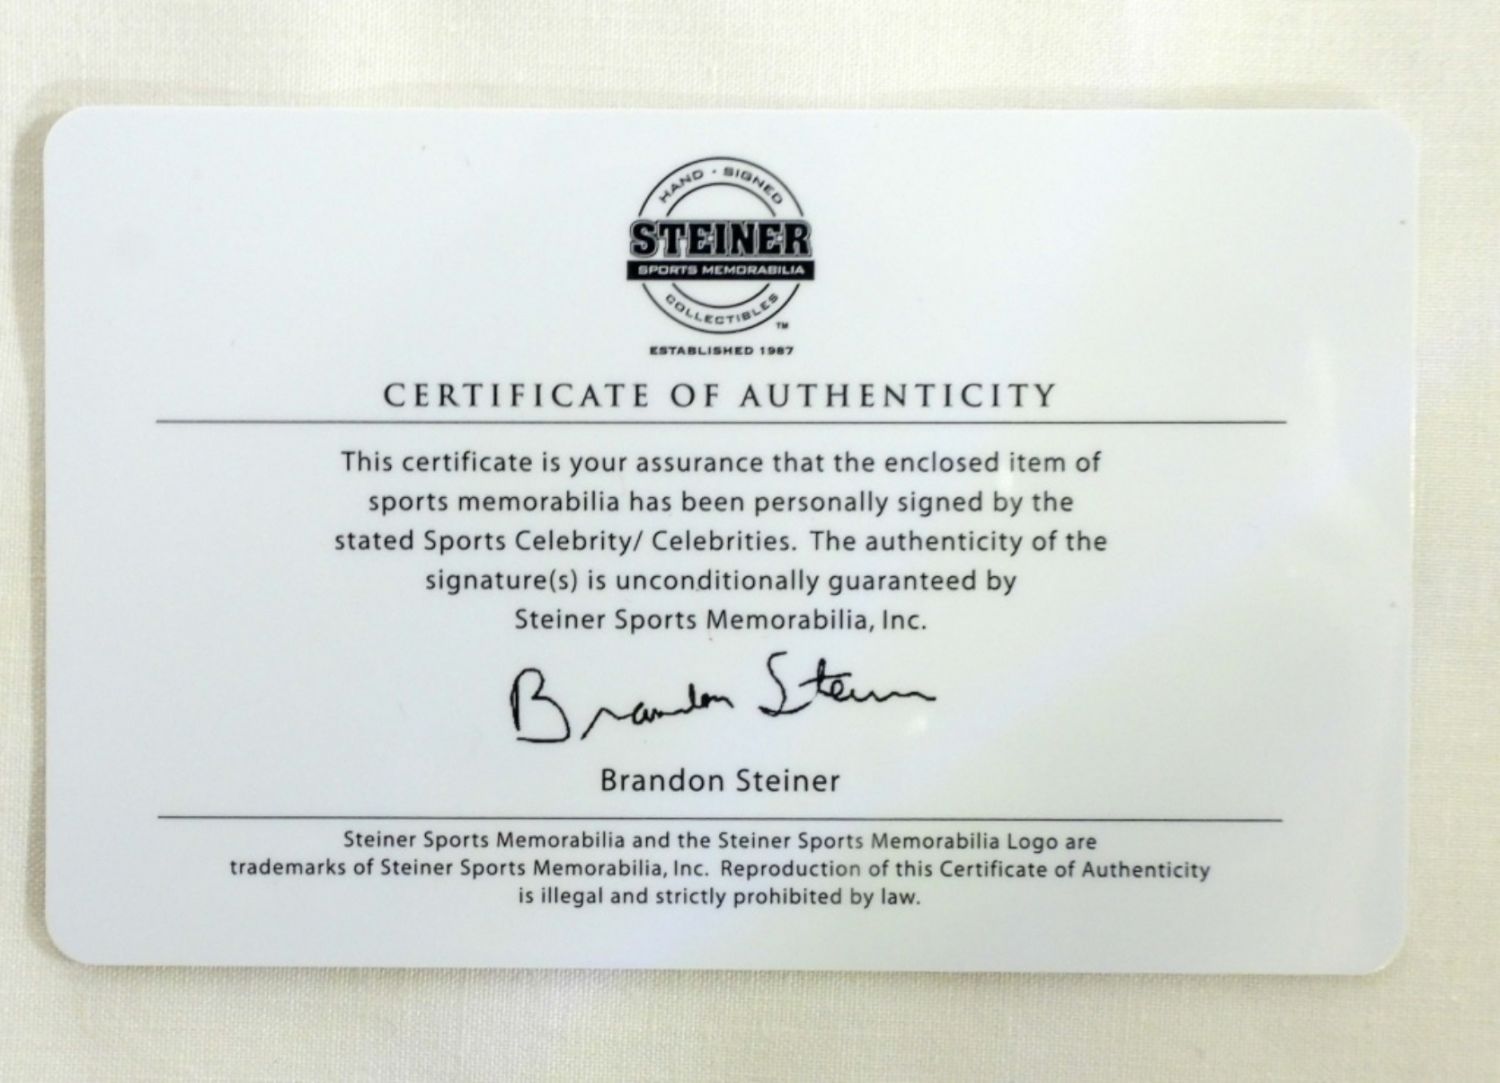 HAND · SIGNED
STEINER
SPORTS MEMORABILIA
COLLECTIBLES
TM
ESTABLISHED 1987
CERTIFICATE OF AUTHENTICITY
This certificate is your assurance that the enclosed item of
sports memorabilia has been personally signed by the
stated Sports Celebrity/ Celebrities. The authenticity of the
signature(s) is unconditionally guaranteed by
Steiner Sports Memorabilia, Inc.
Brandon Steiner
Brandon Steiner
Steiner Sports Memorabilia and the Steiner Sports Memorabilia Logo are
trademarks of Steiner Sports Memorabilia, Inc. Reproduction of this Certificate of Authenticity
is illegal and strictly prohibited by law.